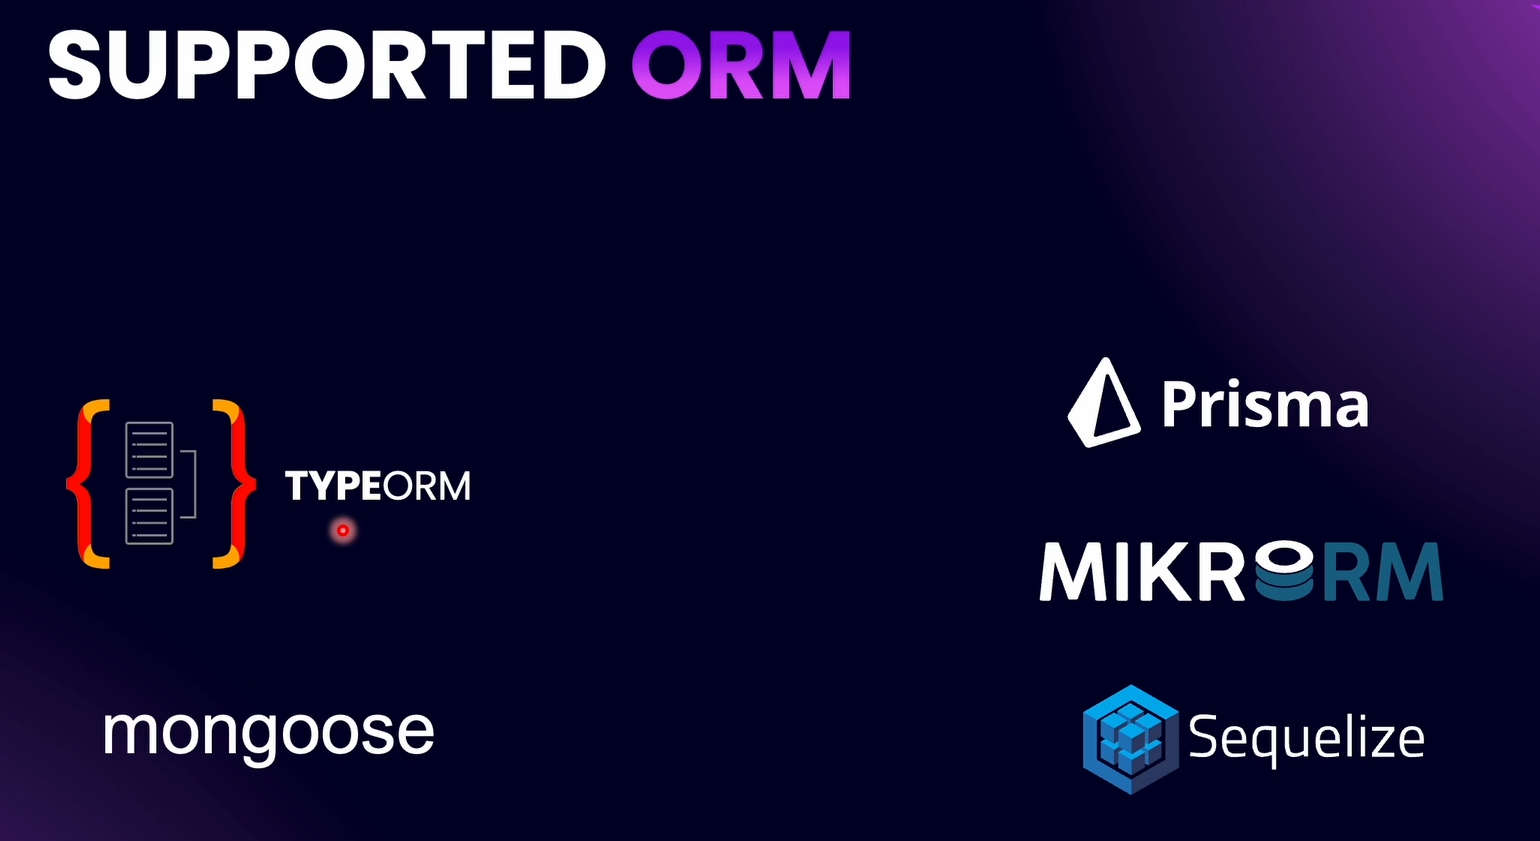 SUPPORTED ORM
TYPEORM
mongoose
Prisma
MIKRORM
Sequelize